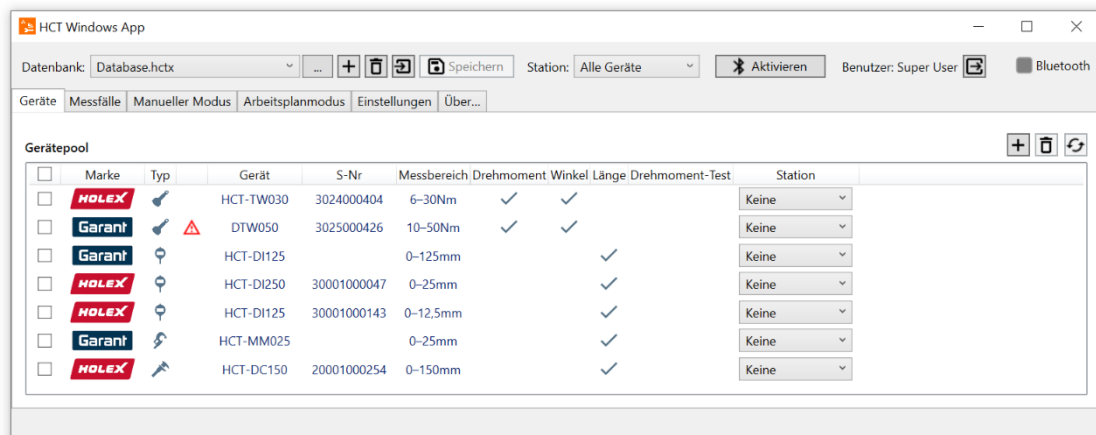 HCT Windows App
Datenbank: Database.hctx ... Speichern Station: Alle Geräte Aktivieren Benutzer: Super User Bluetooth
Geräte Messfälle Manueller Modus Arbeitsplanmodus Einstellungen Über...
Gerätepool
Marke Typ Gerät S-Nr Messbereich Drehmoment Winkel Länge Drehmoment-Test Station
HOLEX HCT-TW030 3024000404 6–30Nm Keine
Garant DTW050 3025000426 10–50Nm Keine
Garant HCT-DI125 0–125mm Keine
HOLEX HCT-DI250 30001000047 0–25mm Keine
HOLEX HCT-DI125 30001000143 0–12,5mm Keine
Garant HCT-MM025 0–25mm Keine
HOLEX HCT-DC150 20001000254 0–150mm Keine